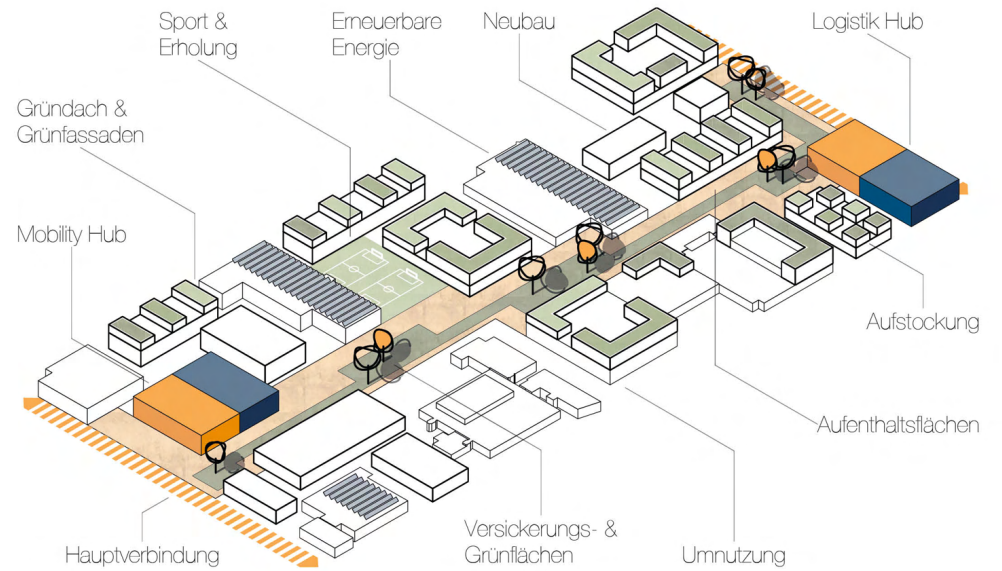 Sport &
Erholung
Erneuerbare
Energie
Neubau
Logistik Hub
Gründach &
Grünfassaden
Mobility Hub
Aufstockung
Aufenthaltsflächen
Hauptverbindung
Versickerungs- &
Grünflächen
Umnutzung